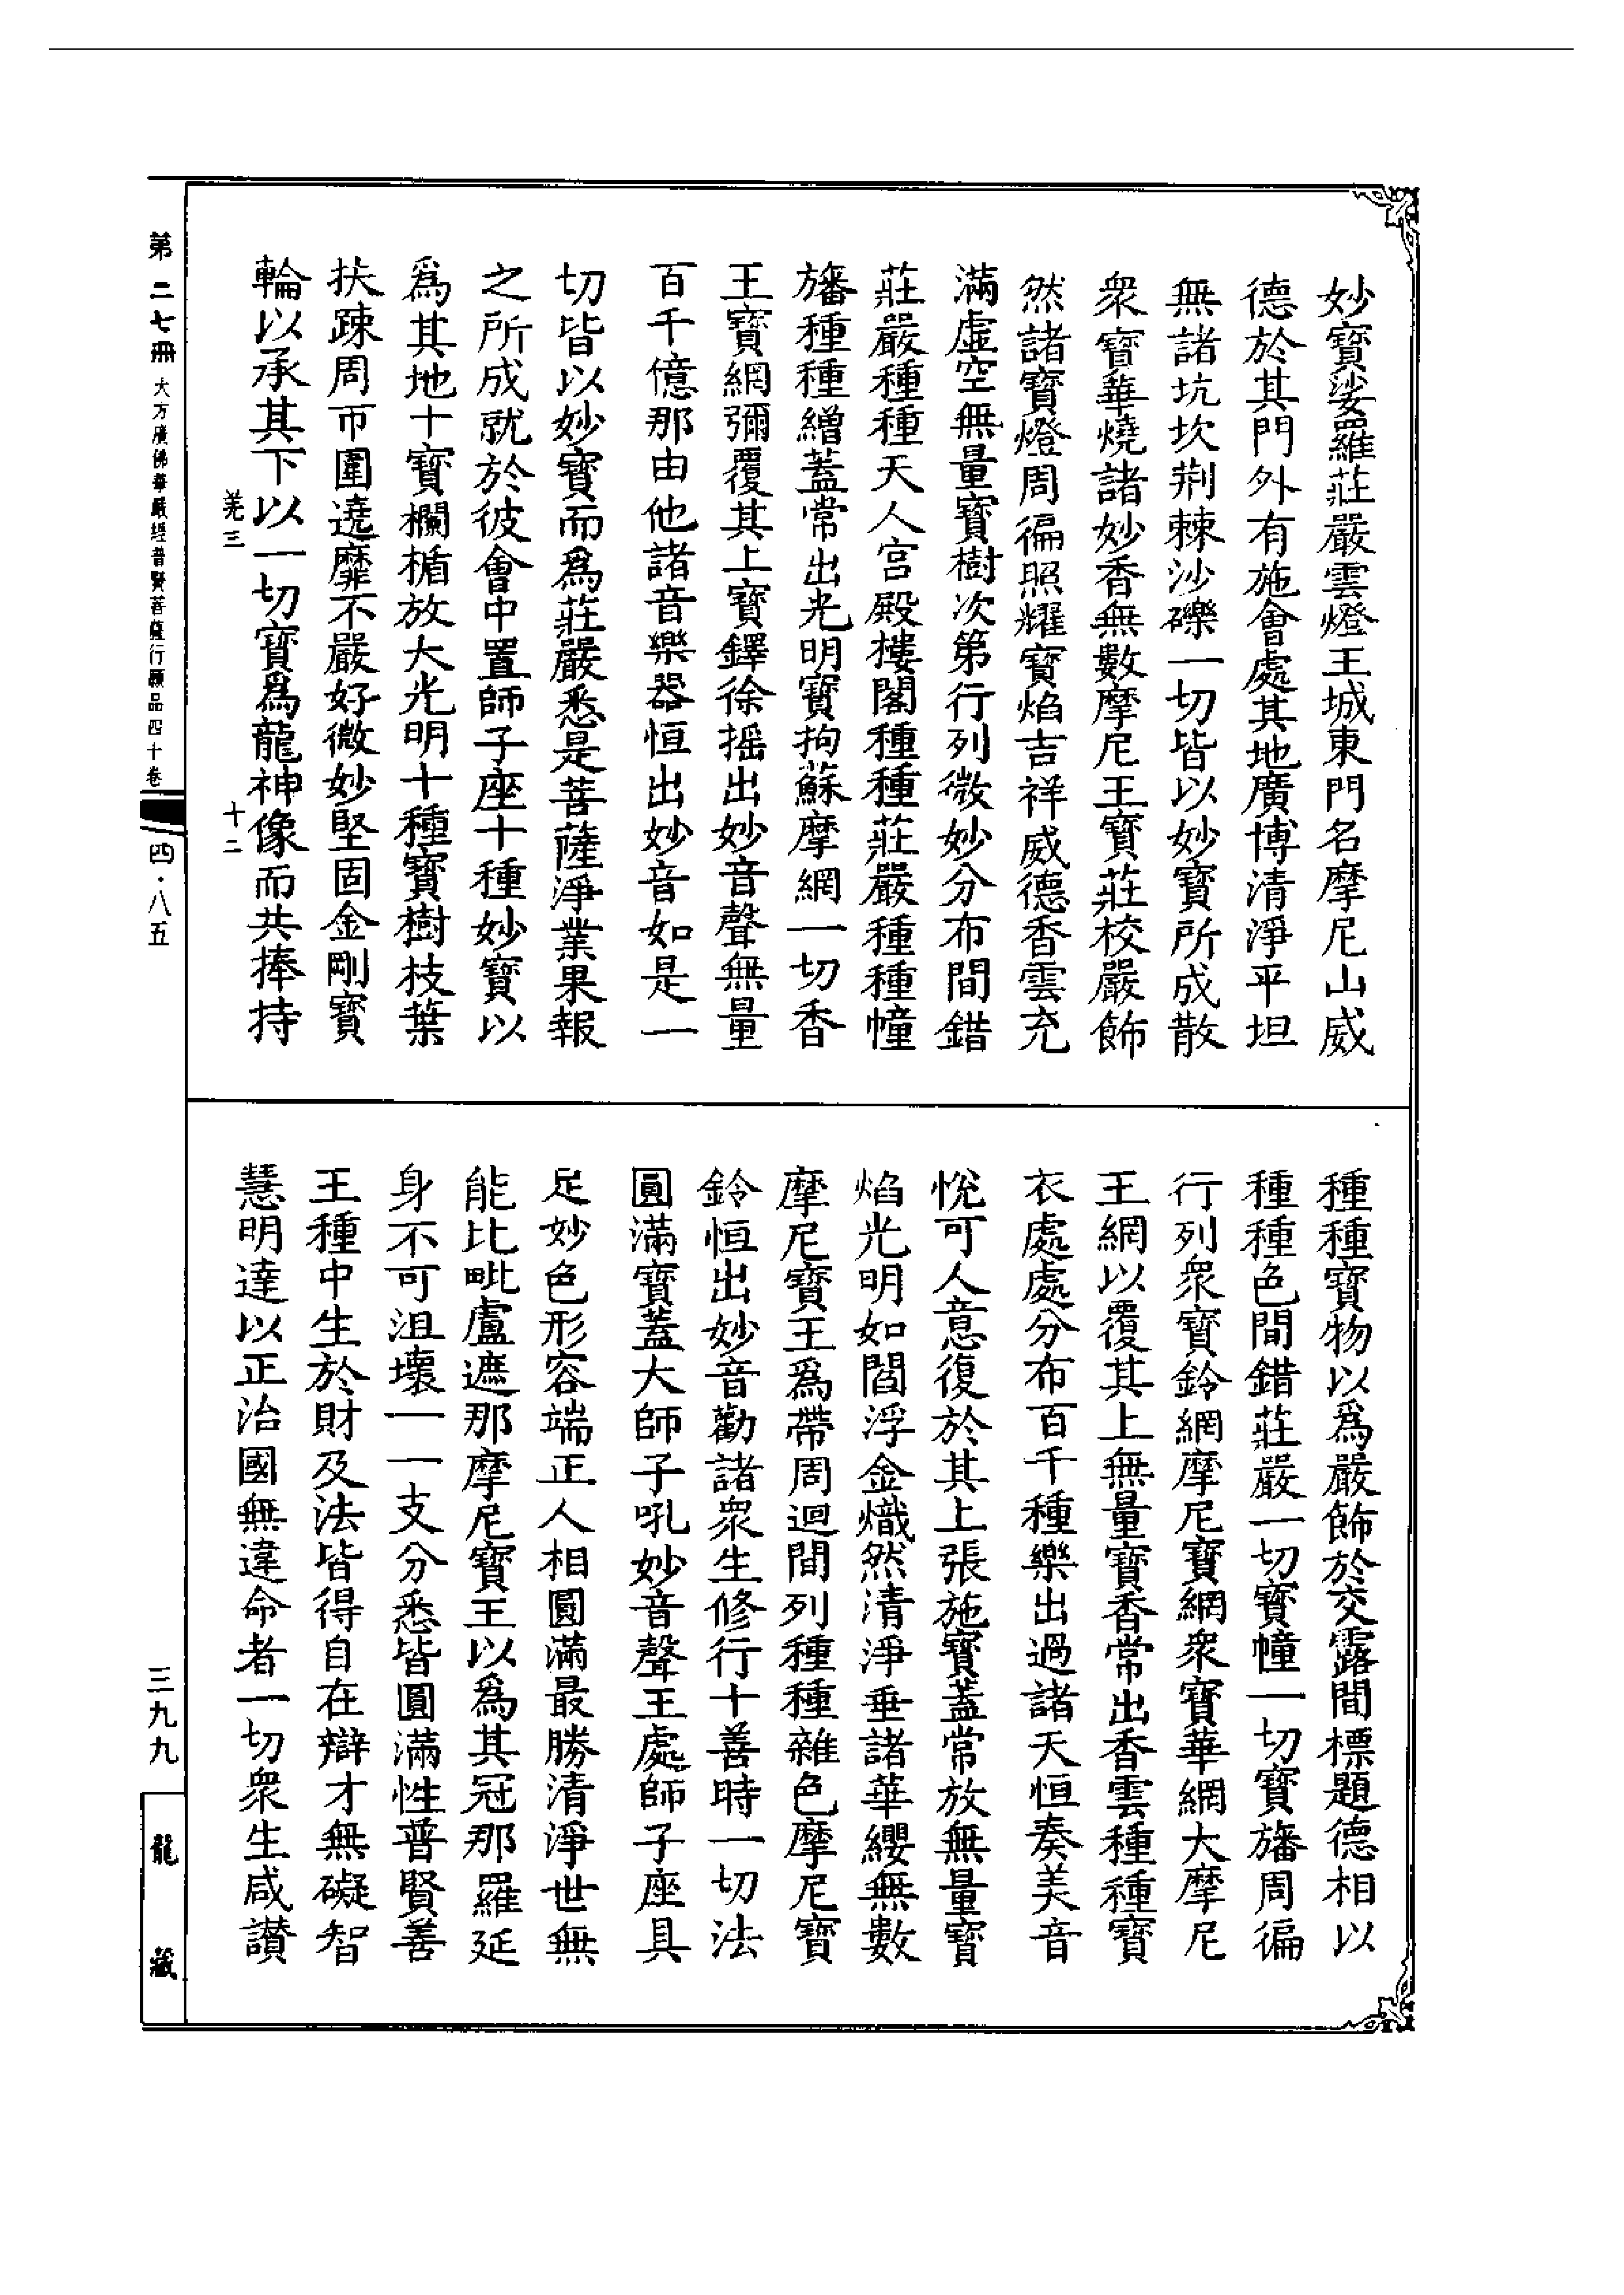 妙寶娑羅莊嚴雲燈王城東門名摩尼山威
德於其門外有施會處其地廣博清淨平坦
無諸坑坎荆棘沙礫一切皆以妙寶所成散
衆寶華燒諸妙香無數摩尼王寶莊校嚴飾
然諸寶燈周徧照耀寶焰吉祥威德香雲充
滿虛空無量寶樹次第行列微妙分布間錯
莊嚴種種天人宮殿樓閣種種莊嚴種種幢
旛種種繒蓋常出光明寶拘蘇摩網一切香
王寶網彌覆其上寶鐸徐搖出妙音聲無量
百千億那由他諸音樂器恒出妙音如是一
切皆以妙寶而爲莊嚴悉是菩薩淨業果報
之所成就於彼會中置師子座十種妙寶以
爲其地十寶欄楯放大光明十種寶樹枝葉
扶踈周帀圍遶靡不嚴好微妙堅固金剛寶
輪以承其下以一切寶爲龍神像而共捧持
羌三 十二
種種寶物以爲嚴飾於交露間標題德相以
種種色間錯莊嚴一切寶幢一切寶旛周徧
行列衆寶鈴網摩尼寶網衆寶華網大摩尼
王網以覆其上無量寶香常出香雲種種寶
衣處處分布百千種樂出過諸天恒奏美音
悅可人意復於其上張施寶蓋常放無量寶
焰光明如閻浮金熾然清淨垂諸華纓無數
摩尼寶王爲帶周迴間列種種雜色摩尼寶
鈴恒出妙音勸諸衆生修行十善時一切法
圓滿寶蓋大師子吼妙音聲王處師子座具
足妙色形容端正人相圓滿最勝清淨世無
能比毗盧遮那摩尼寶王以爲其冠那羅延
身不可沮壞一一支分悉皆圓滿性普賢善
王種中生於財及法皆得自在辯才無礙智
慧明達以正治國無違命者一切衆生咸讃
第二七冊 大方廣佛華嚴經普賢菩薩行願品四十卷 四·八五
三九九
龍藏